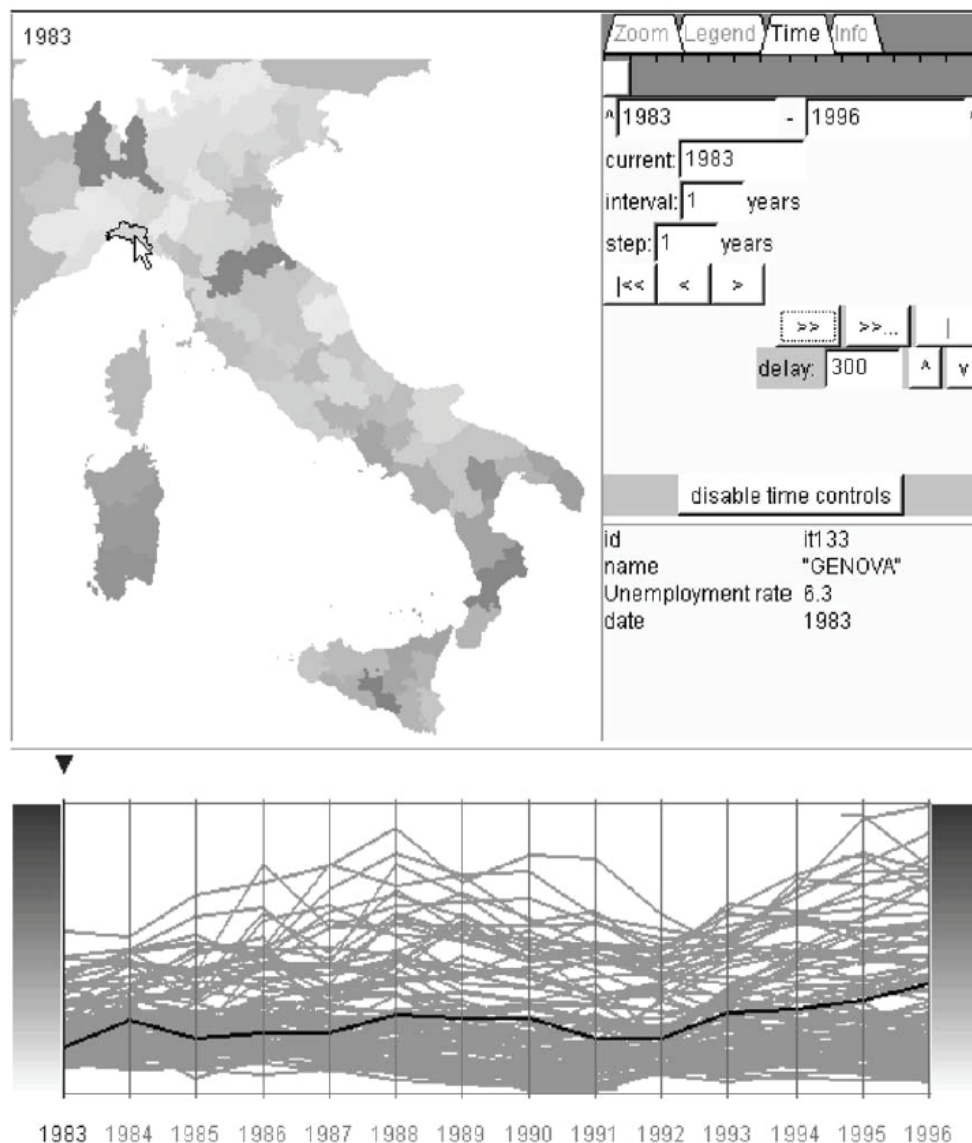 1983
Zoom Legend Time Info
^ 1983 - 1996 ^
current: 1983
interval: 1 years
step: 1 years
|<< < >
>> >>... |
delay: 300 ^ v
disable time controls
id it133
name "GENOVA"
Unemployment rate 6.3
date 1983
1983 1984 1985 1986 1987 1988 1989 1990 1991 1992 1993 1994 1995 1996